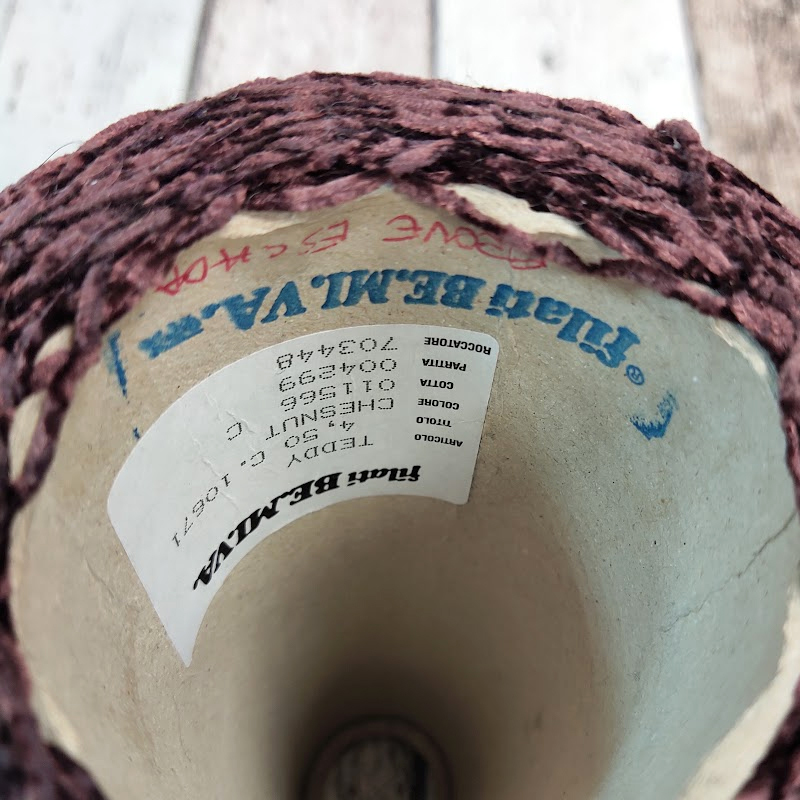 filati BE.MI.VA.
ARTICOLO TEDDY C. 10671
TITOLO 4,50
COLORE CHESNUT C
COTTA 011566
PARTITA 004299
ROCCATORE 703448
filati BE.MI.VA.